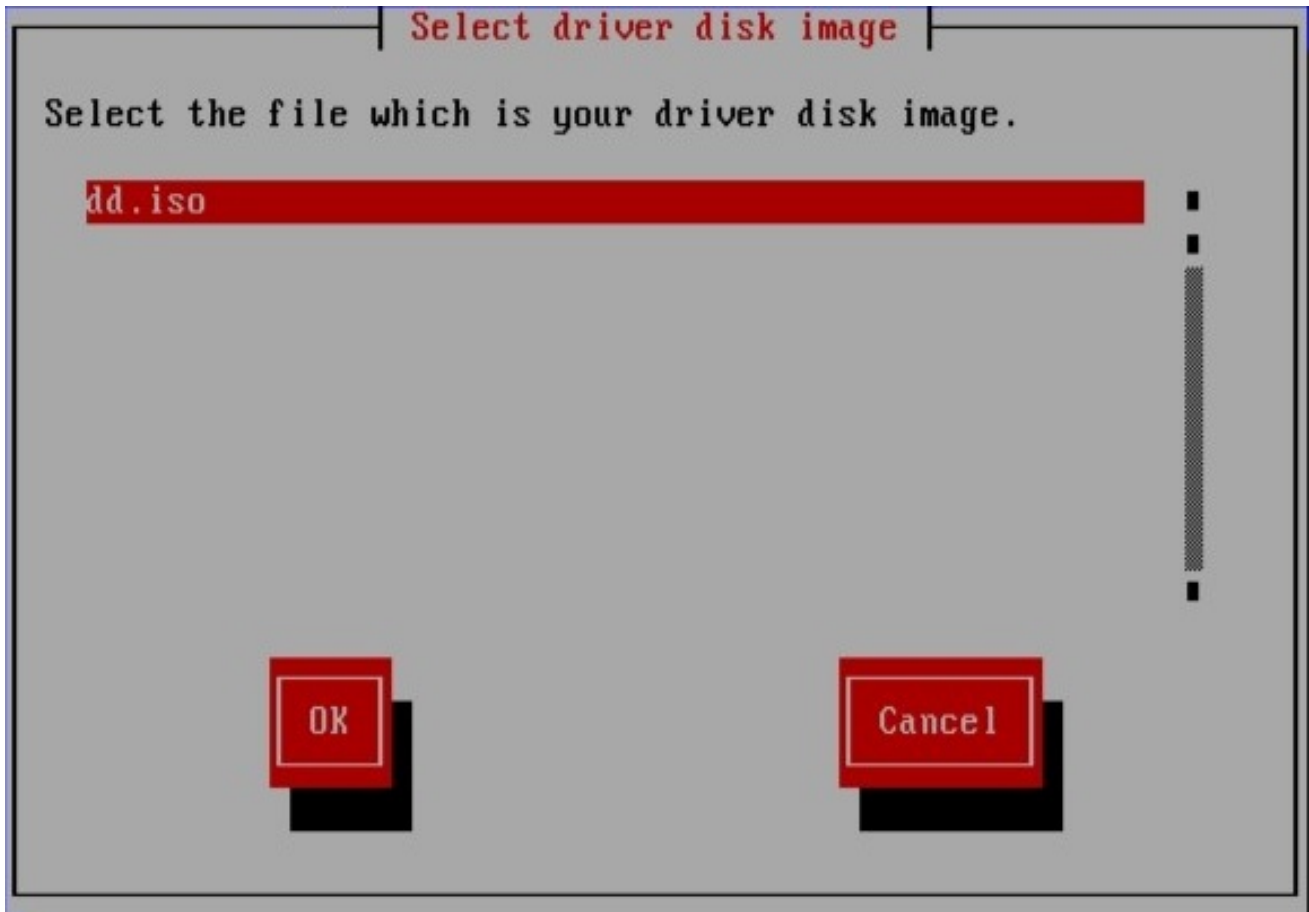 Select driver disk image
Select the file which is your driver disk image.
dd.iso
OK
Cancel